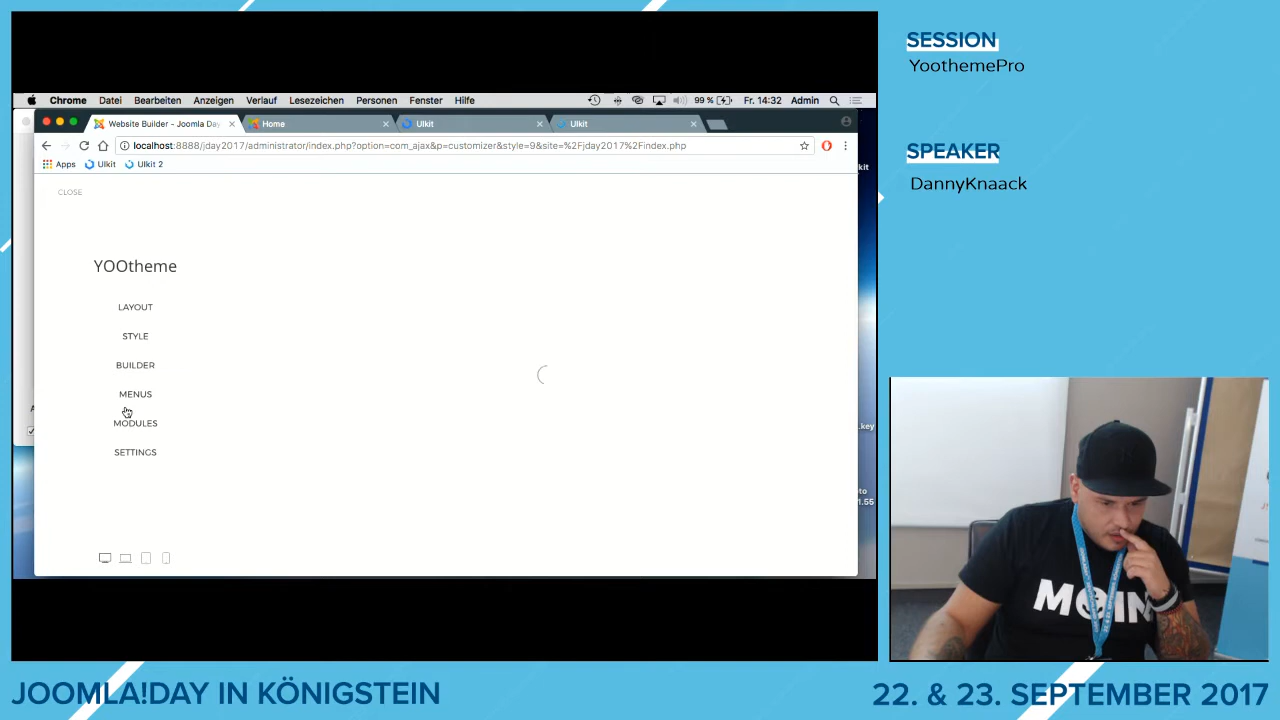 Chrome Datei Bearbeiten Anzeigen Verlauf Lesezeichen Personen Fenster Hilfe 99 % Fr. 14:32 Admin
Website Builder – Joomla Day
Home
UIkit
UIkit
localhost:8888/jday2017/administrator/index.php?option=com_ajax&p=customizer&style=9&site=%2Fjday2017%2Findex.php
Apps UIkit UIkit 2
CLOSE
YOOtheme
LAYOUT
STYLE
BUILDER
MENUS
MODULES
SETTINGS
.key
1.55
SESSION
YoothemePro
SPEAKER
DannyKnaack
MOIN
JOOMLA!DAY IN KÖNIGSTEIN
22. & 23. SEPTEMBER 2017